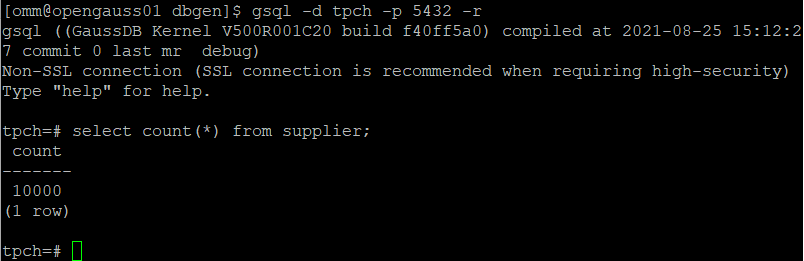 [omm@opengauss01 dbgen]$ gsql -d tpch -p 5432 -r
gsql ((GaussDB Kernel V500R001C20 build f40ff5a0) compiled at 2021-08-25 15:12:2
7 commit 0 last mr  debug)
Non-SSL connection (SSL connection is recommended when requiring high-security)
Type "help" for help.
tpch=# select count(*) from supplier;
 count
-------
 10000
(1 row)
tpch=#